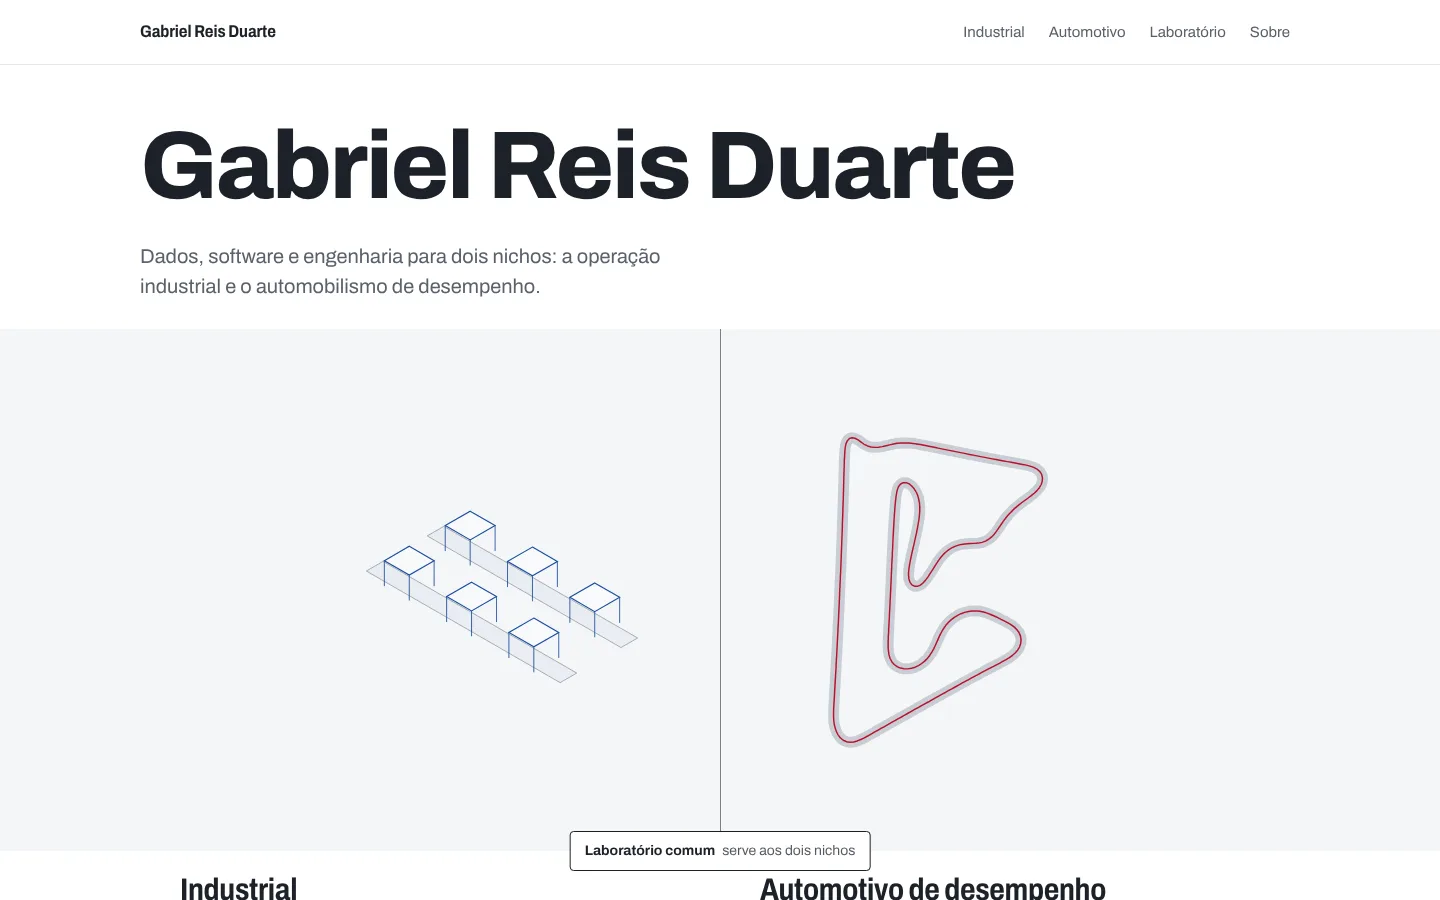 Gabriel Reis Duarte
Industrial Automotivo Laboratório Sobre
Gabriel Reis Duarte
Dados, software e engenharia para dois nichos: a operação
industrial e o automobilismo de desempenho.
Laboratório comum serve aos dois nichos
Industrial
Automotivo de desempenho